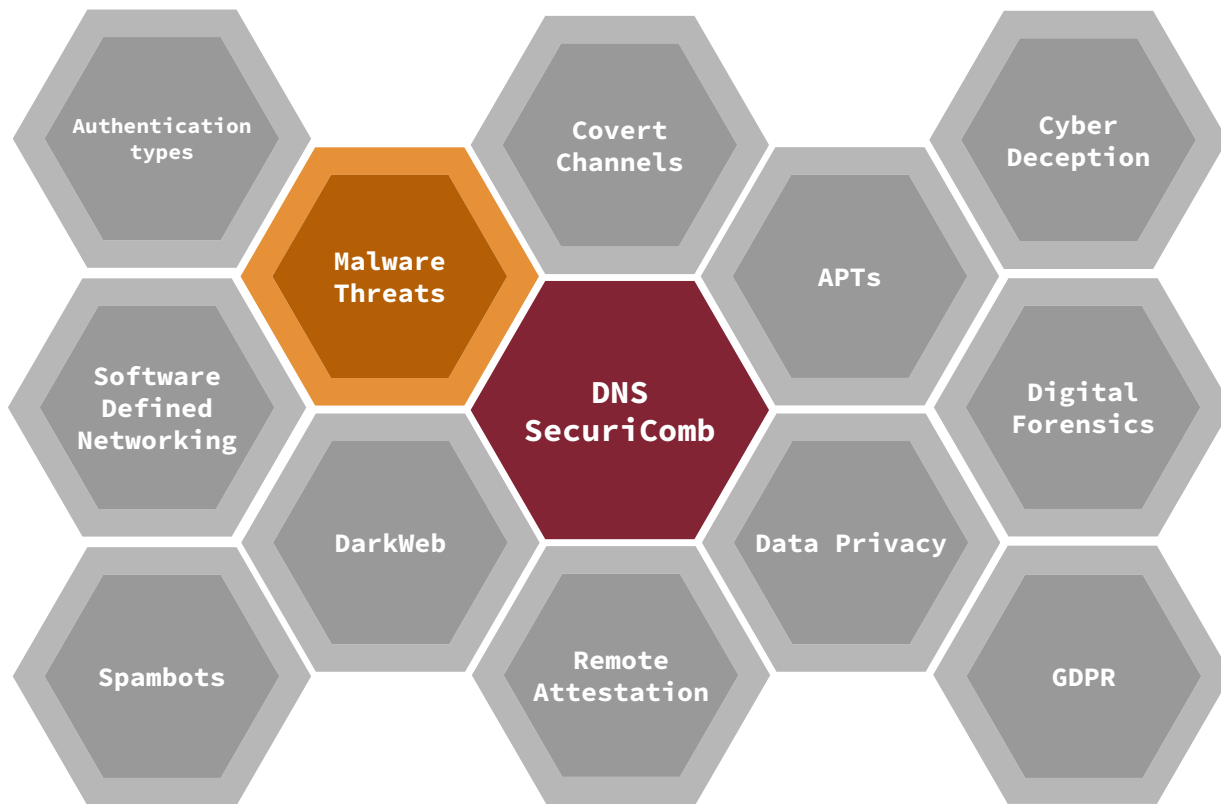 Authentication
types
Covert
Channels
Cyber
Deception
Malware
Threats
APTs
Software
Defined
Networking
DNS
SecuriComb
Digital
Forensics
DarkWeb
Data Privacy
Spambots
Remote
Attestation
GDPR